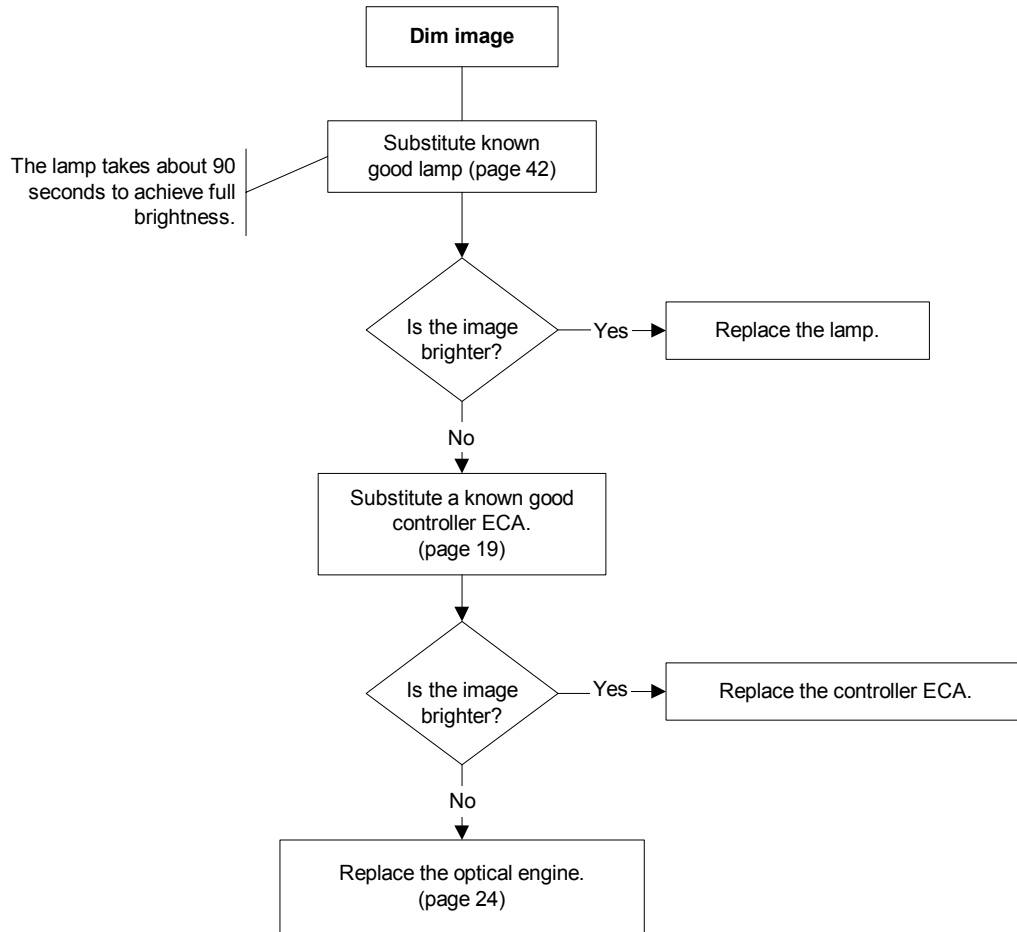 Dim image
Substitute known
good lamp (page 42)
The lamp takes about 90
seconds to achieve full
brightness.
Is the image
brighter?
Yes
Replace the lamp.
No
Substitute a known good
controller ECA.
(page 19)
Is the image
brighter?
Yes
Replace the controller ECA.
No
Replace the optical engine.
(page 24)